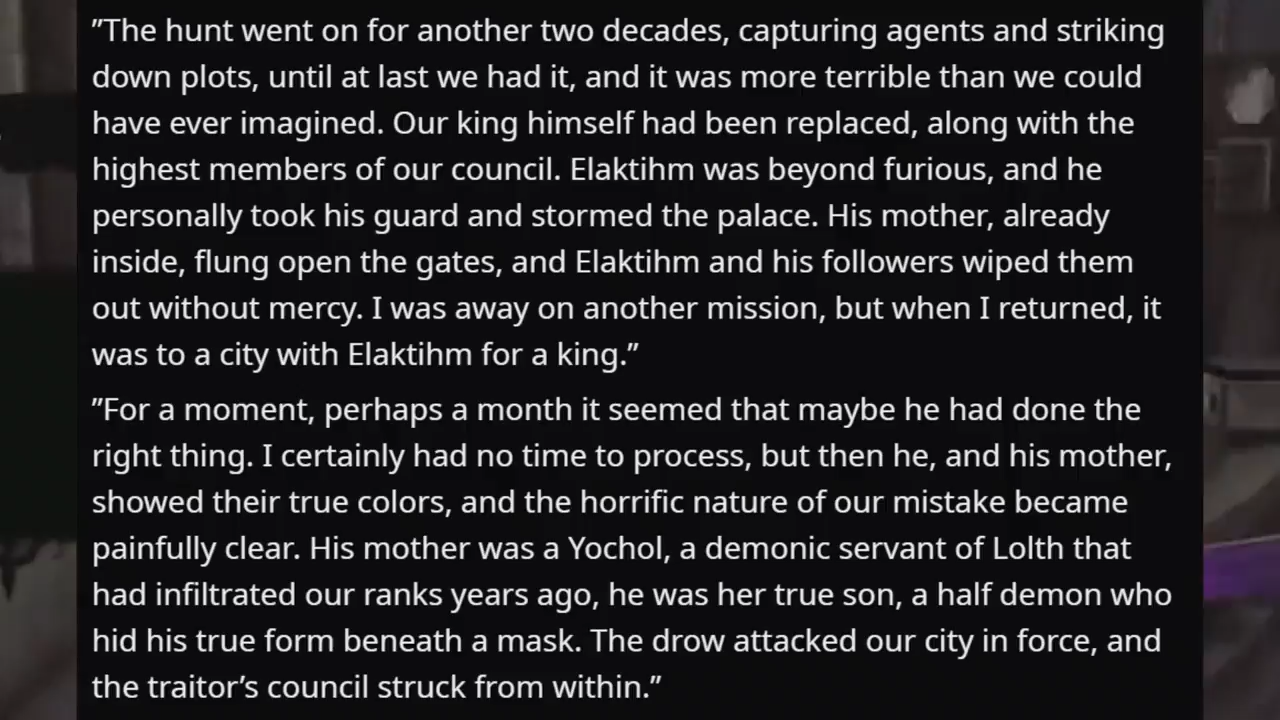 ”The hunt went on for another two decades, capturing agents and striking
down plots, until at last we had it, and it was more terrible than we could
have ever imagined. Our king himself had been replaced, along with the
highest members of our council. Elaktihm was beyond furious, and he
personally took his guard and stormed the palace. His mother, already
inside, flung open the gates, and Elaktihm and his followers wiped them
out without mercy. I was away on another mission, but when I returned, it
was to a city with Elaktihm for a king.”
”For a moment, perhaps a month it seemed that maybe he had done the
right thing. I certainly had no time to process, but then he, and his mother,
showed their true colors, and the horrific nature of our mistake became
painfully clear. His mother was a Yochol, a demonic servant of Lolth that
had infiltrated our ranks years ago, he was her true son, a half demon who
hid his true form beneath a mask. The drow attacked our city in force, and
the traitor’s council struck from within.”